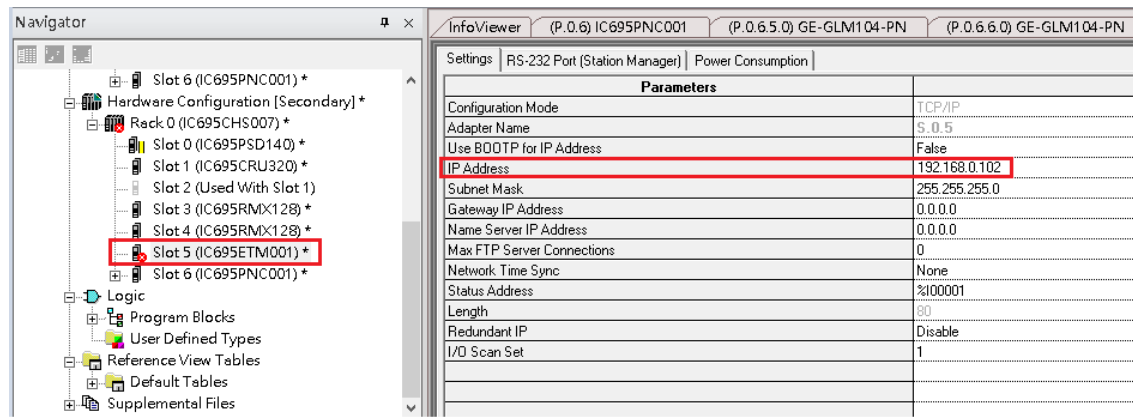 Navigator
Slot 6 (IC695PNC001) *
Hardware Configuration [Secondary] *
Rack 0 (IC695CHS007) *
Slot 0 (IC695PSD140) *
Slot 1 (IC695CRU320) *
Slot 2 (Used With Slot 1)
Slot 3 (IC695RMX128) *
Slot 4 (IC695RMX128) *
Slot 5 (IC695ETM001) *
Slot 6 (IC695PNC001) *
Logic
Program Blocks
User Defined Types
Reference View Tables
Default Tables
Supplemental Files
InfoViewer (P.0.6) IC695PNC001 (P.0.6.5.0) GE-GLM104-PN (P.0.6.6.0) GE-GLM104-PN
Settings RS-232 Port (Station Manager) Power Consumption
Parameters
Configuration Mode TCP/IP
Adapter Name S.0.5
Use BOOTP for IP Address False
IP Address 192.168.0.102
Subnet Mask 255.255.255.0
Gateway IP Address 0.0.0.0
Name Server IP Address 0.0.0.0
Max FTP Server Connections 0
Network Time Sync None
Status Address %I00001
Length 80
Redundant IP Disable
I/O Scan Set 1